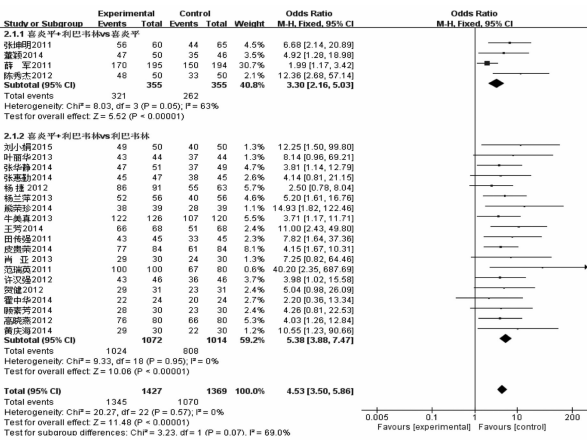 Experimental Control Odds Ratio Odds Ratio
Study or Subgroup Events Total Events Total Weight M-H, Fixed, 95% CI M-H, Fixed, 95% CI
2.1.1 喜炎平+利巴韦林vs喜炎平
张坤明2011 56 60 44 65 4.5% 6.68 [2.14, 20.89]
董颖2014 47 50 35 46 3.5% 4.92 [1.28, 18.98]
薛 军2011 170 195 150 194 30.7% 1.99 [1.17, 3.42]
陈秀杰2012 48 50 33 50 2.1% 12.36 [2.68, 57.14]
Subtotal (95% CI) 355 355 40.8% 3.30 [2.16, 5.03]
Total events 321 262
Heterogeneity: Chi² = 8.03, df = 3 (P = 0.05); I² = 63%
Test for overall effect: Z = 5.52 (P < 0.00001)
2.1.2 喜炎平+利巴韦林vs利巴韦林
刘小娟2015 49 50 40 50 1.3% 12.25 [1.50, 99.80]
叶丽华2013 43 44 37 44 1.3% 8.14 [0.96, 69.21]
张华静2014 47 51 37 49 4.6% 3.81 [1.14, 12.79]
张惠勤2014 45 47 38 45 2.6% 4.14 [0.81, 21.15]
杨 捷 2012 86 91 55 63 5.7% 2.50 [0.78, 8.04]
杨兰萍2013 52 56 40 56 4.5% 5.20 [1.61, 16.76]
熊荣珍2014 38 39 28 39 1.1% 14.93 [1.82, 122.46]
牛美真2013 122 126 107 120 5.5% 3.71 [1.17, 11.71]
王芳2014 66 68 51 68 2.2% 11.00 [2.43, 49.80]
田传强2011 43 45 33 45 2.2% 7.82 [1.64, 37.36]
皮贵荣2014 77 84 61 84 8.2% 4.15 [1.67, 10.31]
肖 亚 2013 29 30 24 30 1.3% 7.25 [0.82, 64.46]
范瑞英2011 100 100 67 80 0.6% 40.20 [2.35, 687.69]
许汉强2012 43 46 36 46 3.6% 3.98 [1.02, 15.58]
贺健2012 29 31 23 31 2.2% 5.04 [0.98, 26.09]
霍中华2014 22 24 20 24 2.7% 2.20 [0.36, 13.34]
顾素芳2014 28 30 23 30 2.4% 4.26 [0.81, 22.53]
高晓燕2012 76 80 66 80 5.2% 4.03 [1.26, 12.84]
黄庆海2014 29 30 22 30 1.1% 10.55 [1.23, 90.66]
Subtotal (95% CI) 1072 1014 59.2% 5.38 [3.88, 7.47]
Total events 1024 808
Heterogeneity: Chi² = 9.33, df = 18 (P = 0.95); I² = 0%
Test for overall effect: Z = 10.06 (P < 0.00001)
Total (95% CI) 1427 1369 100.0% 4.53 [3.50, 5.86]
Total events 1345 1070
Heterogeneity: Chi² = 20.27, df = 22 (P = 0.57); I² = 0%
Test for overall effect: Z = 11.48 (P < 0.00001)
Test for subgroup differences: Chi² = 3.23, df = 1 (P = 0.07), I² = 69.0%
0.005 0.1 1 10 200
Favours [experimental] Favours [control]